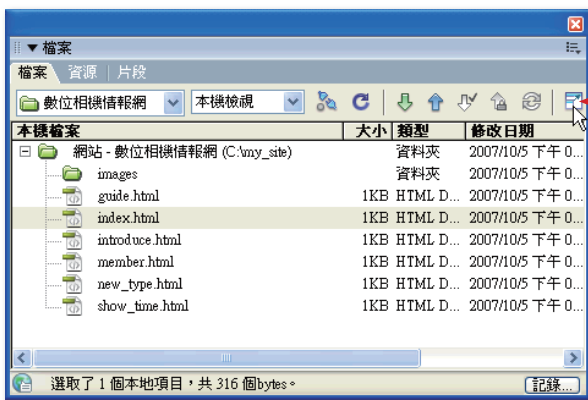 ▼ 檔案
檔案 資源 片段
數位相機情報網 本機檢視
本機檔案 大小 類型 修改日期
網站 - 數位相機情報網 (C:\my_site) 資料夾 2007/10/5 下午 0...
images 資料夾 2007/10/5 下午 0...
guide.html 1KB HTML D... 2007/10/5 下午 0...
index.html 1KB HTML D... 2007/10/5 下午 0...
introduce.html 1KB HTML D... 2007/10/5 下午 0...
member.html 1KB HTML D... 2007/10/5 下午 0...
new_type.html 1KB HTML D... 2007/10/5 下午 0...
show_time.html 1KB HTML D... 2007/10/5 下午 0...
選取了 1 個本地項目，共 316 個bytes。 記錄...